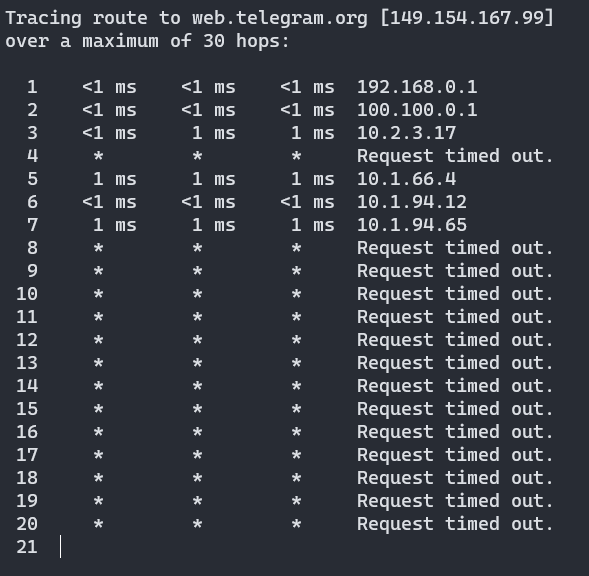 Tracing route to web.telegram.org [149.154.167.99]
over a maximum of 30 hops:
1 <1 ms <1 ms <1 ms 192.168.0.1
2 <1 ms <1 ms <1 ms 100.100.0.1
3 <1 ms 1 ms 1 ms 10.2.3.17
4 * * * Request timed out.
5 1 ms 1 ms 1 ms 10.1.66.4
6 <1 ms <1 ms <1 ms 10.1.94.12
7 1 ms 1 ms 1 ms 10.1.94.65
8 * * * Request timed out.
9 * * * Request timed out.
10 * * * Request timed out.
11 * * * Request timed out.
12 * * * Request timed out.
13 * * * Request timed out.
14 * * * Request timed out.
15 * * * Request timed out.
16 * * * Request timed out.
17 * * * Request timed out.
18 * * * Request timed out.
19 * * * Request timed out.
20 * * * Request timed out.
21